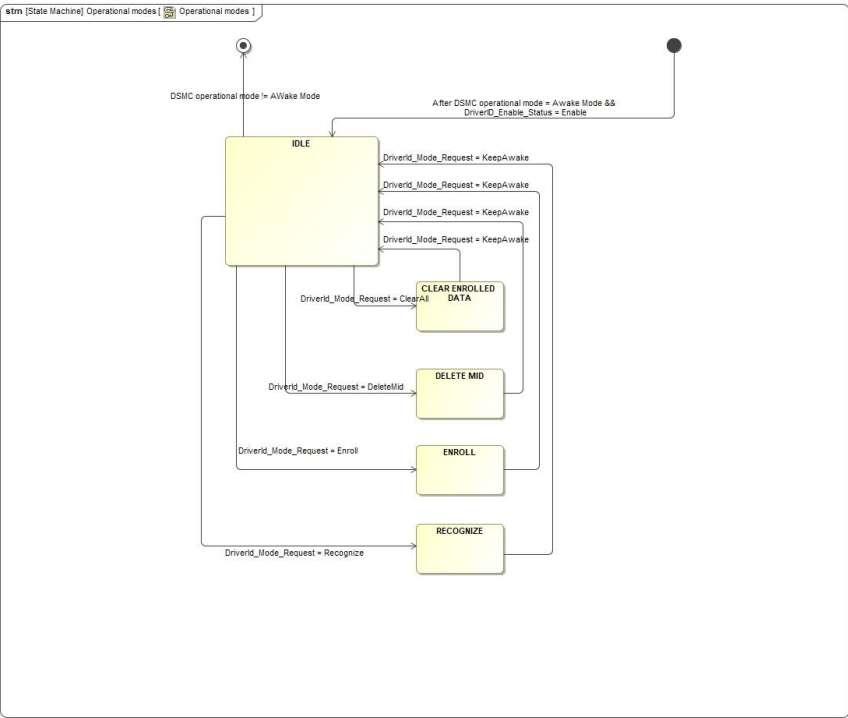 stm [State Machine] Operational modes [ Operational modes ]
DSMC operational mode != AWake Mode
After DSMC operational mode = Awake Mode &&
DriverID_Enable_Status = Enable
IDLE
DriverId_Mode_Request = KeepAwake
DriverId_Mode_Request = KeepAwake
DriverId_Mode_Request = KeepAwake
DriverId_Mode_Request = KeepAwake
CLEAR ENROLLED
DATA
DriverId_Mode_Request = ClearAll
DELETE MID
DriverId_Mode_Request = DeleteMid
ENROLL
DriverId_Mode_Request = Enroll
RECOGNIZE
DriverId_Mode_Request = Recognize